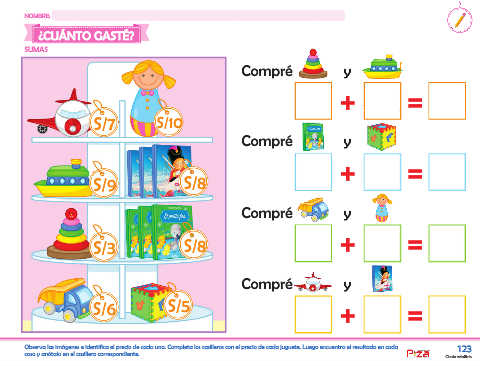 NOMBRE:
¿CUÁNTO GASTÉ?
SUMAS
S/7
S/10
S/9
S/8
S/3
S/8
S/6
S/5
Compré y
+ =
Compré y
+ =
Compré y
+ =
Compré y
+ =
Observa las imágenes e identifica el precio de cada uno. Completa los casilleros con el precio de cada juguete. Luego encuentra el resultado en cada
caso y anótalo en el casillero correspondiente.
123